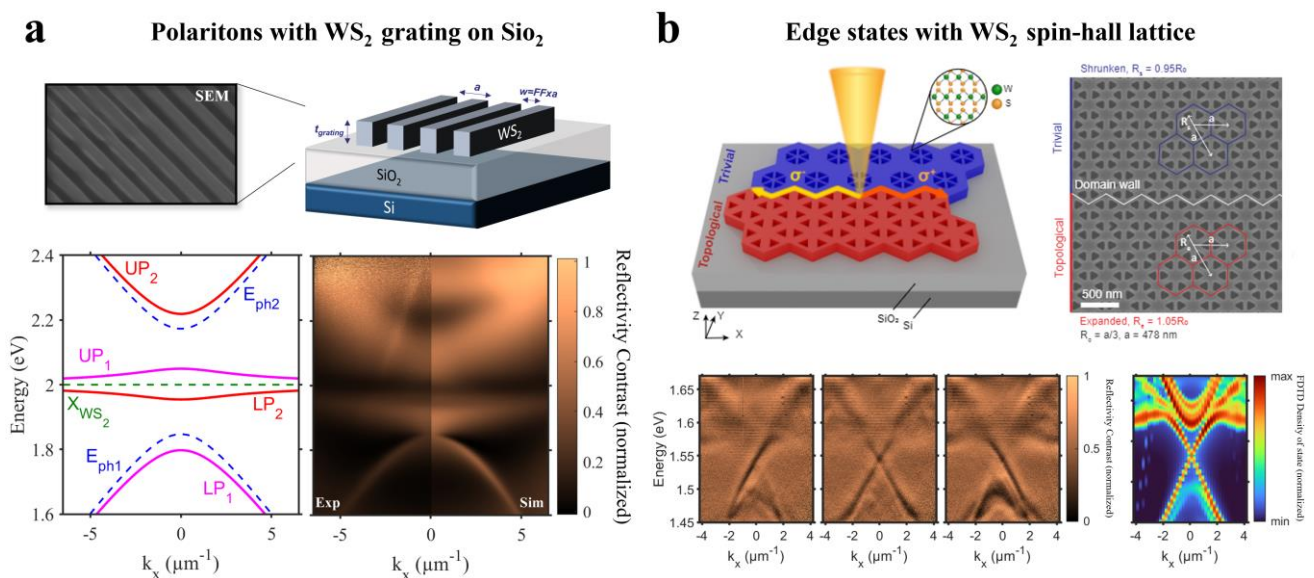 a
Polaritons with WS2 grating on Sio2
SEM
a
w=FFxa
tgrating
WS2
SiO2
Si
2.4
2.2
2
1.8
1.6
Energy (eV)
UP2
Eph2
UP1
XWS2
LP2
Eph1
LP1
-5
0
5
kx (µm-1)
Exp
Sim
-5
0
5
kx (µm-1)
1
0.8
0.6
0.4
0.2
0
Reflectivity Contrast (normalized)
b
Edge states with WS2 spin-hall lattice
W
S
Trivial
σ-
σ+
Topological
SiO2
Si
Z
Y
X
Shrunken, Rs = 0.95R0
Trivial
Rs
a
a
Domain wall
Topological
Rs
a
a
500 nm
Expanded, Rs = 1.05R0
R0 = a/3, a = 478 nm
1.65
1.6
1.55
1.5
1.45
Energy (eV)
-4 -2 0 2 4
kx (µm-1)
-4 -2 0 2 4
kx (µm-1)
-4 -2 0 2 4
kx (µm-1)
1
0.5
0
Reflectivity Contrast (normalized)
-4 -2 0 2 4
kx (µm-1)
max
min
FDTD Density of state (normalized)